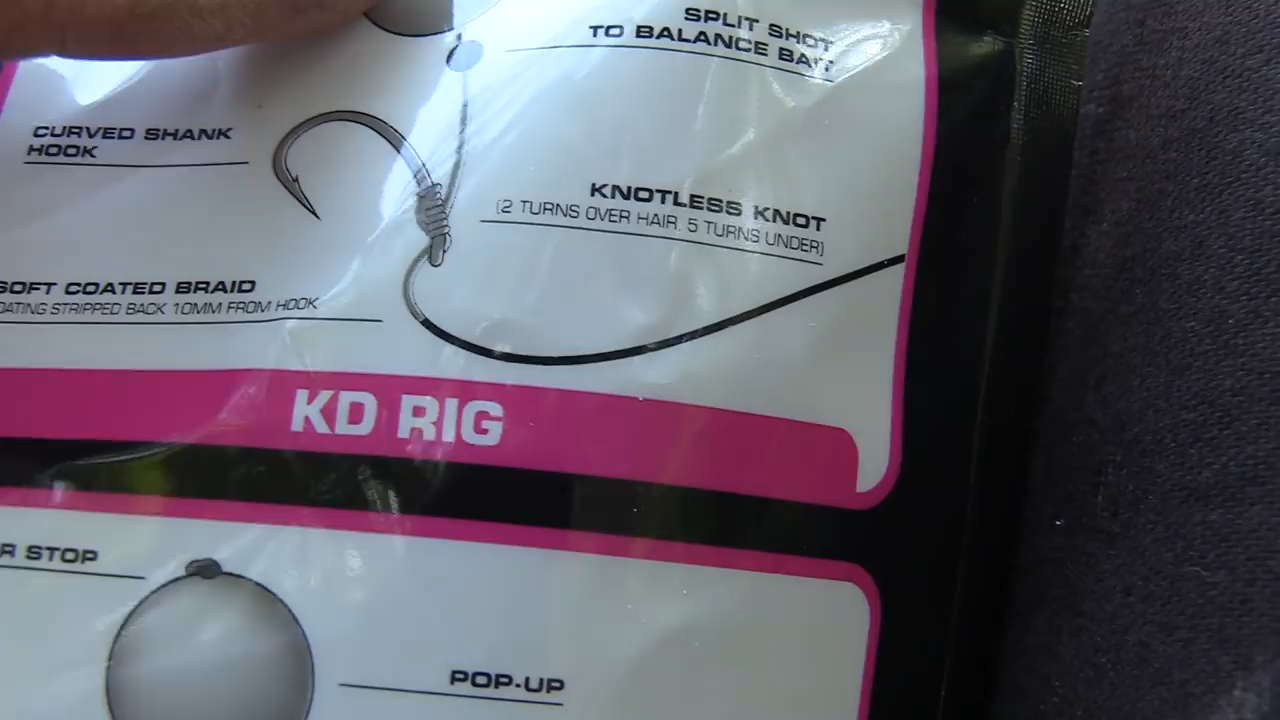 SPLIT SHOT
TO BALANCE BAIT
CURVED SHANK
HOOK
KNOTLESS KNOT
(2 TURNS OVER HAIR, 5 TURNS UNDER)
SOFT COATED BRAID
OATING STRIPPED BACK 10MM FROM HOOK
KD RIG
R STOP
POP-UP